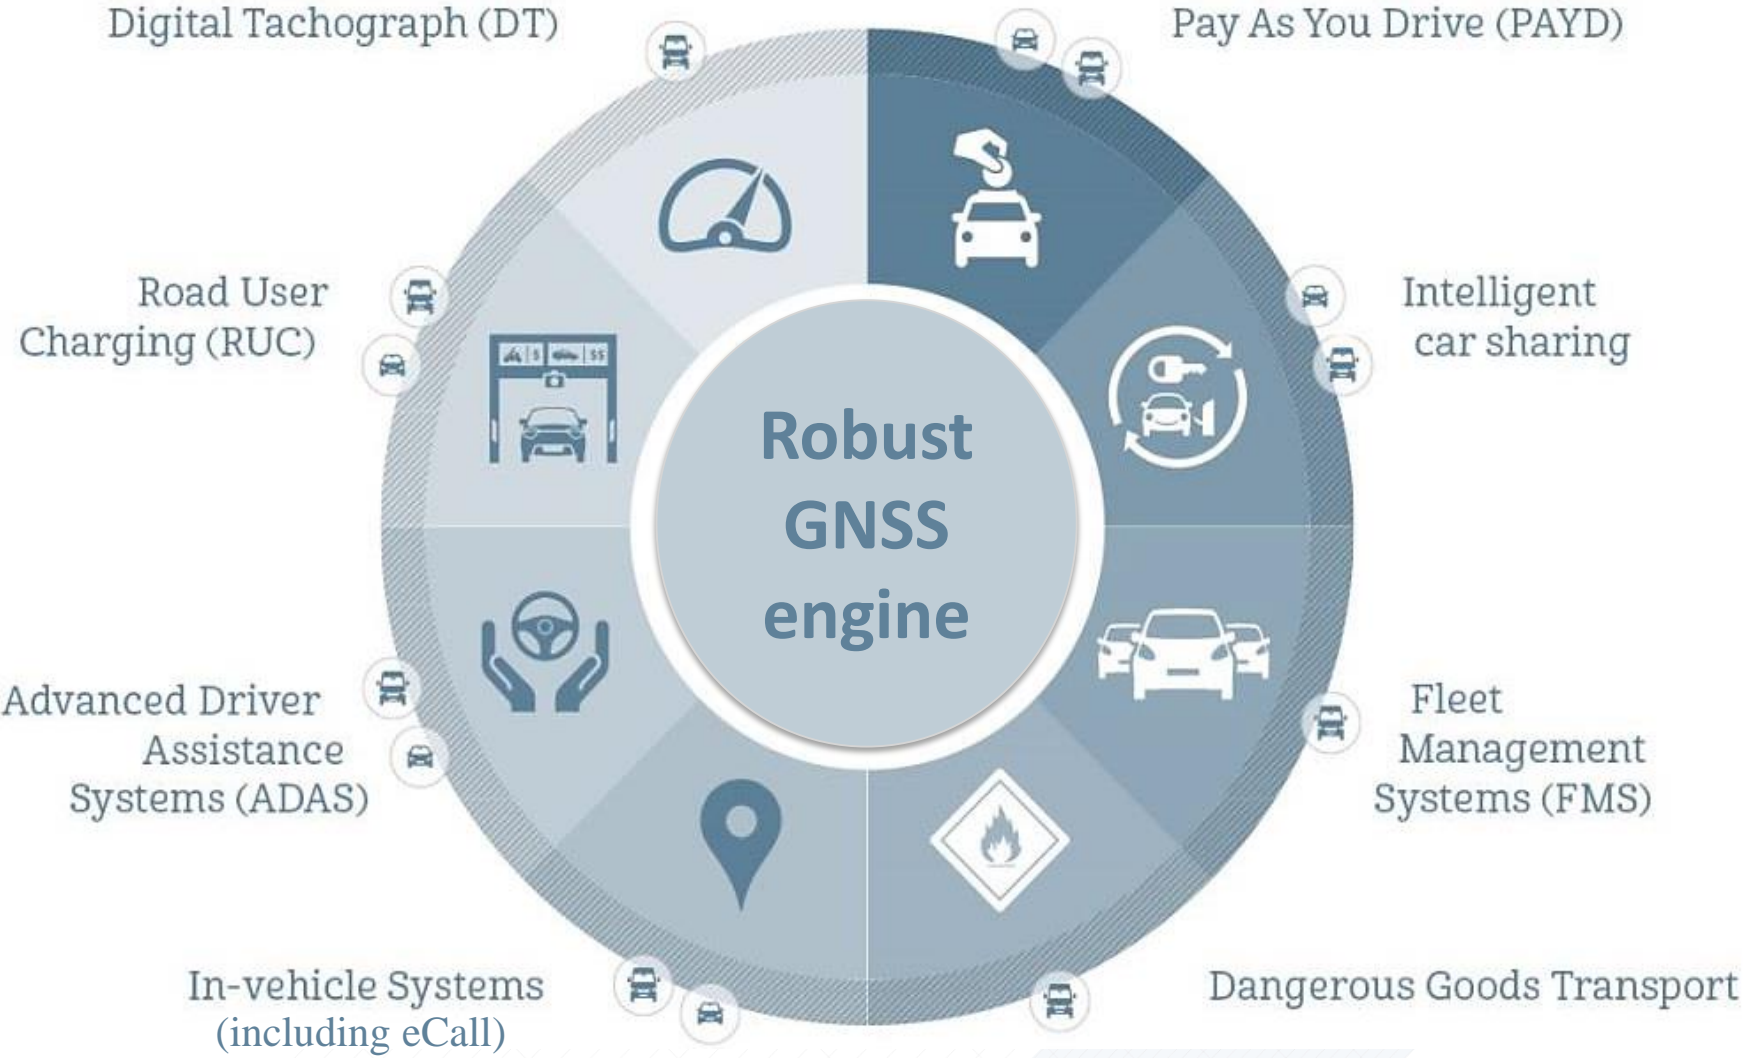 Digital Tachograph (DT)
Pay As You Drive (PAYD)
Road User
Charging (RUC)
Intelligent
car sharing
$
$$
Robust
GNSS
engine
Advanced Driver
Assistance
Systems (ADAS)
Fleet
Management
Systems (FMS)
In-vehicle Systems
(including eCall)
Dangerous Goods Transport